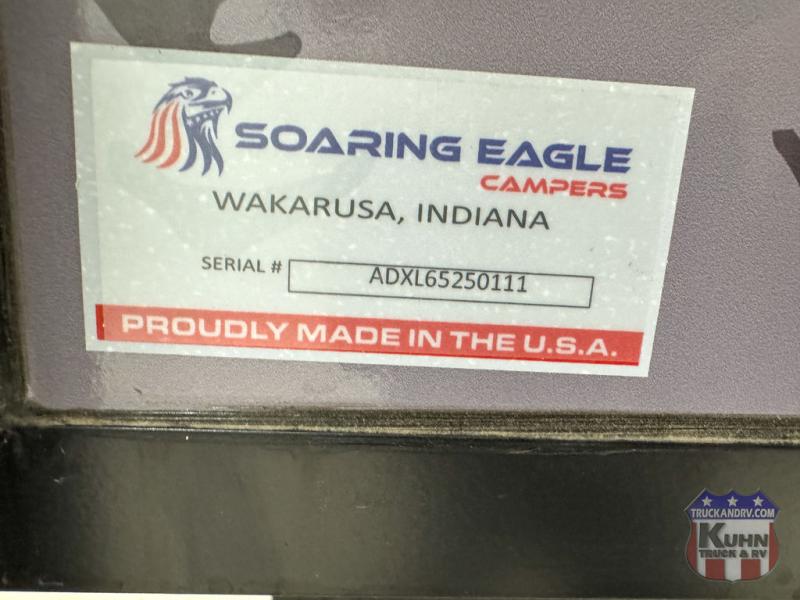 SOARING EAGLE
CAMPERS
WAKARUSA, INDIANA
SERIAL # ADXL65250111
PROUDLY MADE IN THE U.S.A.
TRUCKANDRV.COM
KUHN
TRUCK & RV